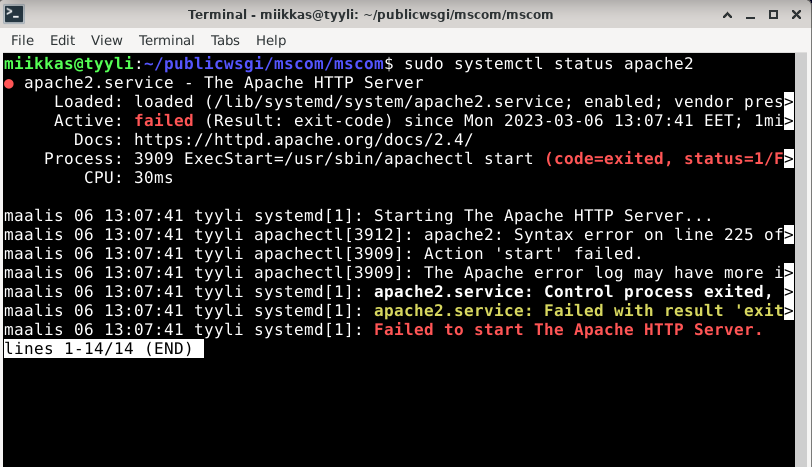 Terminal - miikkas@tyyli: ~/publicwsgi/mscom/mscom
File Edit View Terminal Tabs Help
miikkas@tyyli:~/publicwsgi/mscom/mscom$ sudo systemctl status apache2
● apache2.service - The Apache HTTP Server
     Loaded: loaded (/lib/systemd/system/apache2.service; enabled; vendor pres>
     Active: failed (Result: exit-code) since Mon 2023-03-06 13:07:41 EET; 1mi>
       Docs: https://httpd.apache.org/docs/2.4/
    Process: 3909 ExecStart=/usr/sbin/apachectl start (code=exited, status=1/F>
        CPU: 30ms

maalis 06 13:07:41 tyyli systemd[1]: Starting The Apache HTTP Server...
maalis 06 13:07:41 tyyli apachectl[3912]: apache2: Syntax error on line 225 of>
maalis 06 13:07:41 tyyli apachectl[3909]: Action 'start' failed.
maalis 06 13:07:41 tyyli apachectl[3909]: The Apache error log may have more i>
maalis 06 13:07:41 tyyli systemd[1]: apache2.service: Control process exited, >
maalis 06 13:07:41 tyyli systemd[1]: apache2.service: Failed with result 'exit>
maalis 06 13:07:41 tyyli systemd[1]: Failed to start The Apache HTTP Server.
lines 1-14/14 (END)